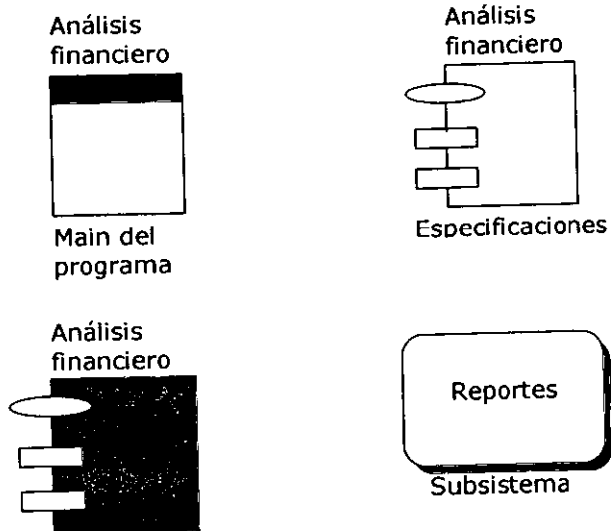 Análisis
financiero
Main del
programa
Análisis
financiero
Especificaciones
Análisis
financiero
Reportes
Subsistema